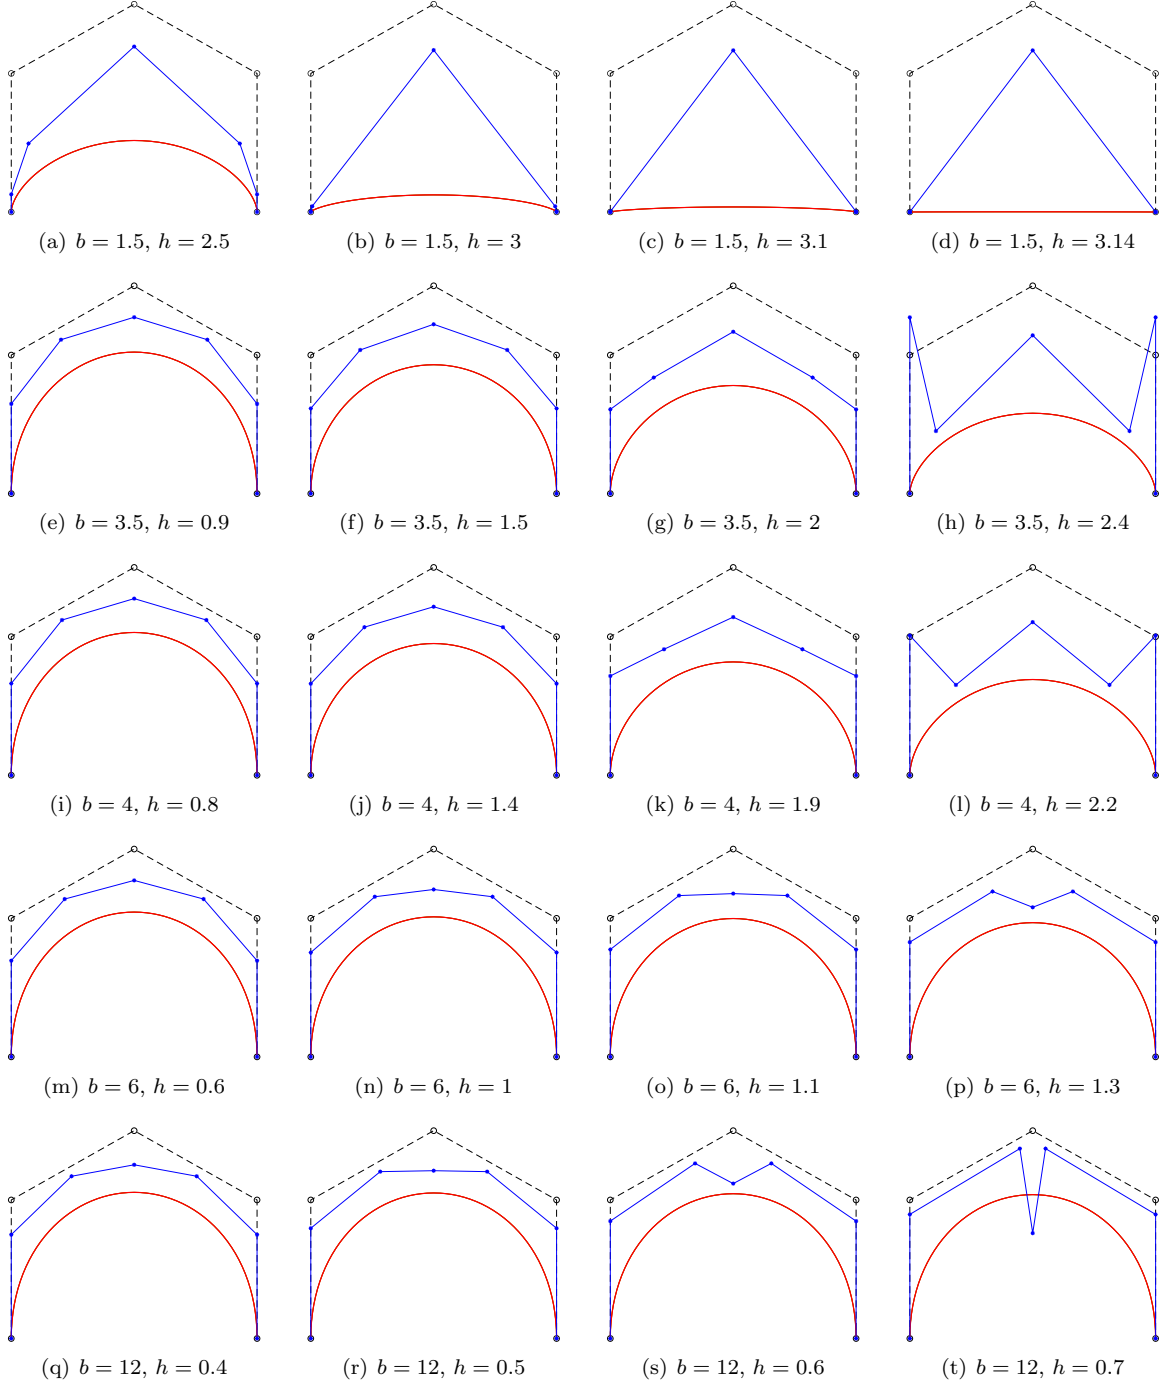 (a) b = 1.5, h = 2.5
(b) b = 1.5, h = 3
(c) b = 1.5, h = 3.1
(d) b = 1.5, h = 3.14
(e) b = 3.5, h = 0.9
(f) b = 3.5, h = 1.5
(g) b = 3.5, h = 2
(h) b = 3.5, h = 2.4
(i) b = 4, h = 0.8
(j) b = 4, h = 1.4
(k) b = 4, h = 1.9
(l) b = 4, h = 2.2
(m) b = 6, h = 0.6
(n) b = 6, h = 1
(o) b = 6, h = 1.1
(p) b = 6, h = 1.3
(q) b = 12, h = 0.4
(r) b = 12, h = 0.5
(s) b = 12, h = 0.6
(t) b = 12, h = 0.7